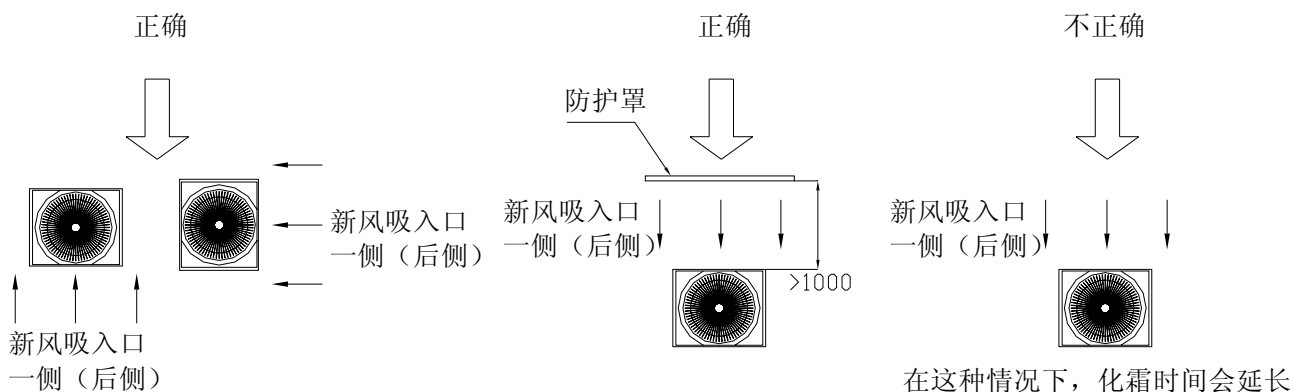 正确
正确
不正确
防护罩
新风吸入口
一侧（后侧）
新风吸入口
一侧（后侧）
新风吸入口
一侧（后侧）
>1000
新风吸入口
一侧（后侧）
在这种情况下，化霜时间会延长